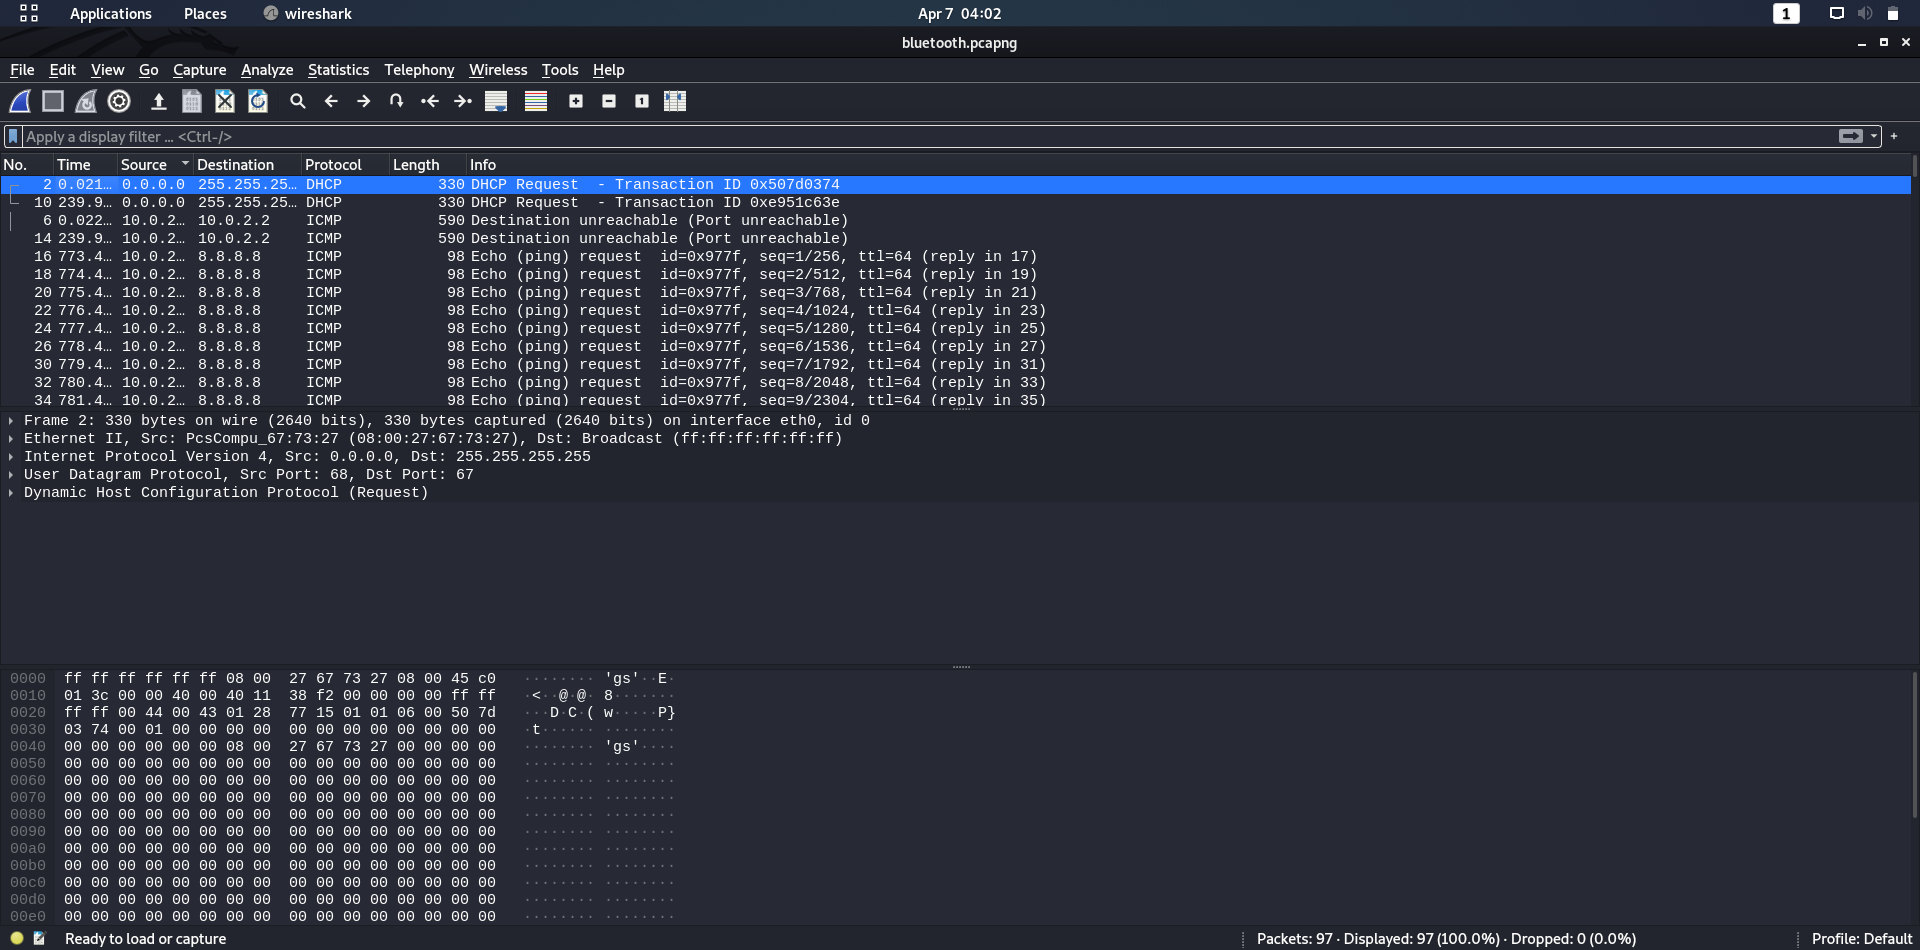 Applications Places wireshark Apr 7 04:02 1
bluetooth.pcapng
File Edit View Go Capture Analyze Statistics Telephony Wireless Tools Help
Apply a display filter … <Ctrl-/>
No. Time Source Destination Protocol Length Info
2 0.021… 0.0.0.0 255.255.25… DHCP 330 DHCP Request - Transaction ID 0x507d0374
10 239.9… 0.0.0.0 255.255.25… DHCP 330 DHCP Request - Transaction ID 0xe951c63e
6 0.022… 10.0.2… 10.0.2.2 ICMP 590 Destination unreachable (Port unreachable)
14 239.9… 10.0.2… 10.0.2.2 ICMP 590 Destination unreachable (Port unreachable)
16 773.4… 10.0.2… 8.8.8.8 ICMP 98 Echo (ping) request id=0x977f, seq=1/256, ttl=64 (reply in 17)
18 774.4… 10.0.2… 8.8.8.8 ICMP 98 Echo (ping) request id=0x977f, seq=2/512, ttl=64 (reply in 19)
20 775.4… 10.0.2… 8.8.8.8 ICMP 98 Echo (ping) request id=0x977f, seq=3/768, ttl=64 (reply in 21)
22 776.4… 10.0.2… 8.8.8.8 ICMP 98 Echo (ping) request id=0x977f, seq=4/1024, ttl=64 (reply in 23)
24 777.4… 10.0.2… 8.8.8.8 ICMP 98 Echo (ping) request id=0x977f, seq=5/1280, ttl=64 (reply in 25)
26 778.4… 10.0.2… 8.8.8.8 ICMP 98 Echo (ping) request id=0x977f, seq=6/1536, ttl=64 (reply in 27)
30 779.4… 10.0.2… 8.8.8.8 ICMP 98 Echo (ping) request id=0x977f, seq=7/1792, ttl=64 (reply in 31)
32 780.4… 10.0.2… 8.8.8.8 ICMP 98 Echo (ping) request id=0x977f, seq=8/2048, ttl=64 (reply in 33)
34 781.4… 10.0.2… 8.8.8.8 ICMP 98 Echo (ping) request id=0x977f, seq=9/2304, ttl=64 (reply in 35)
Frame 2: 330 bytes on wire (2640 bits), 330 bytes captured (2640 bits) on interface eth0, id 0
Ethernet II, Src: PcsCompu_67:73:27 (08:00:27:67:73:27), Dst: Broadcast (ff:ff:ff:ff:ff:ff)
Internet Protocol Version 4, Src: 0.0.0.0, Dst: 255.255.255.255
User Datagram Protocol, Src Port: 68, Dst Port: 67
Dynamic Host Configuration Protocol (Request)
0000 ff ff ff ff ff ff 08 00 27 67 73 27 08 00 45 c0 ········ 'gs'··E·
0010 01 3c 00 00 40 00 40 11 38 f2 00 00 00 00 ff ff ·<··@·@· 8·······
0020 ff ff 00 44 00 43 01 28 77 15 01 01 06 00 50 7d ···D·C·( w·····P}
0030 03 74 00 01 00 00 00 00 00 00 00 00 00 00 00 00 ·t······ ········
0040 00 00 00 00 00 00 08 00 27 67 73 27 00 00 00 00 ········ 'gs'····
0050 00 00 00 00 00 00 00 00 00 00 00 00 00 00 00 00 ········ ········
0060 00 00 00 00 00 00 00 00 00 00 00 00 00 00 00 00 ········ ········
0070 00 00 00 00 00 00 00 00 00 00 00 00 00 00 00 00 ········ ········
0080 00 00 00 00 00 00 00 00 00 00 00 00 00 00 00 00 ········ ········
0090 00 00 00 00 00 00 00 00 00 00 00 00 00 00 00 00 ········ ········
00a0 00 00 00 00 00 00 00 00 00 00 00 00 00 00 00 00 ········ ········
00b0 00 00 00 00 00 00 00 00 00 00 00 00 00 00 00 00 ········ ········
00c0 00 00 00 00 00 00 00 00 00 00 00 00 00 00 00 00 ········ ········
00d0 00 00 00 00 00 00 00 00 00 00 00 00 00 00 00 00 ········ ········
00e0 00 00 00 00 00 00 00 00 00 00 00 00 00 00 00 00 ········ ········
Ready to load or capture Packets: 97 · Displayed: 97 (100.0%) · Dropped: 0 (0.0%) Profile: Default